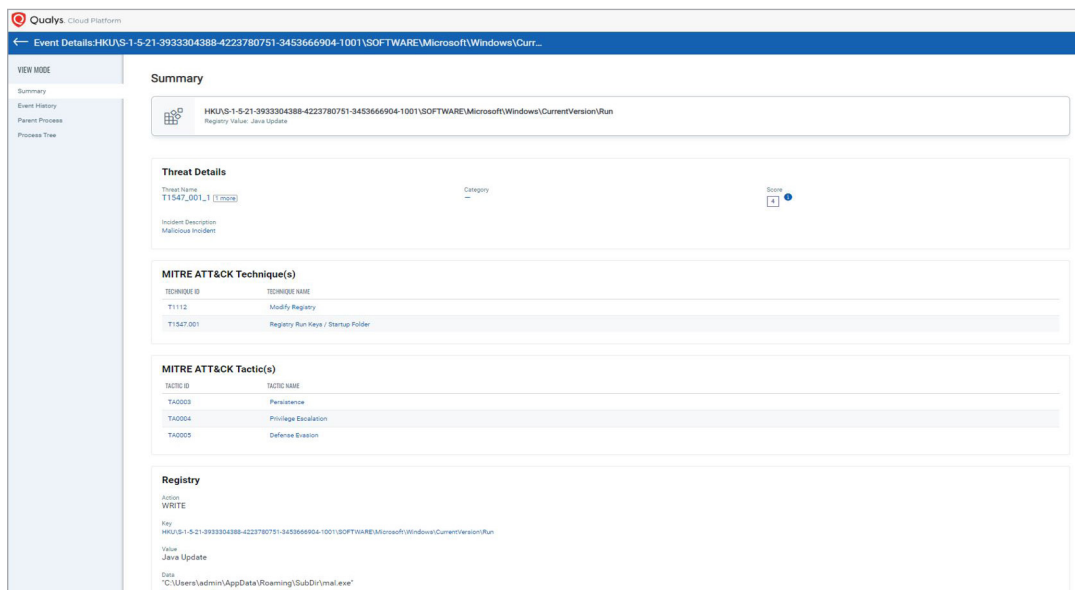 Qualys. Cloud Platform
← Event Details:HKU\S-1-5-21-3933304388-4223780751-3453666904-1001\SOFTWARE\Microsoft\Windows\Curr...
VIEW MODE
Summary
Event History
Parent Process
Process Tree
Summary
HKU\S-1-5-21-3933304388-4223780751-3453666904-1001\SOFTWARE\Microsoft\Windows\CurrentVersion\Run
Registry Value: Java Update
Threat Details
Threat Name Category Score
T1547_001_1 1 more — 4
Incident Description
Malicious Incident
MITRE ATT&CK Technique(s)
TECHNIQUE ID TECHNIQUE NAME
T1112 Modify Registry
T1547.001 Registry Run Keys / Startup Folder
MITRE ATT&CK Tactic(s)
TACTIC ID TACTIC NAME
TA0003 Persistence
TA0004 Privilege Escalation
TA0005 Defense Evasion
Registry
Action
WRITE
Key
HKU\S-1-5-21-3933304388-4223780751-3453666904-1001\SOFTWARE\Microsoft\Windows\CurrentVersion\Run
Value
Java Update
Data
"C:\Users\admin\AppData\Roaming\SubDir\mal.exe"